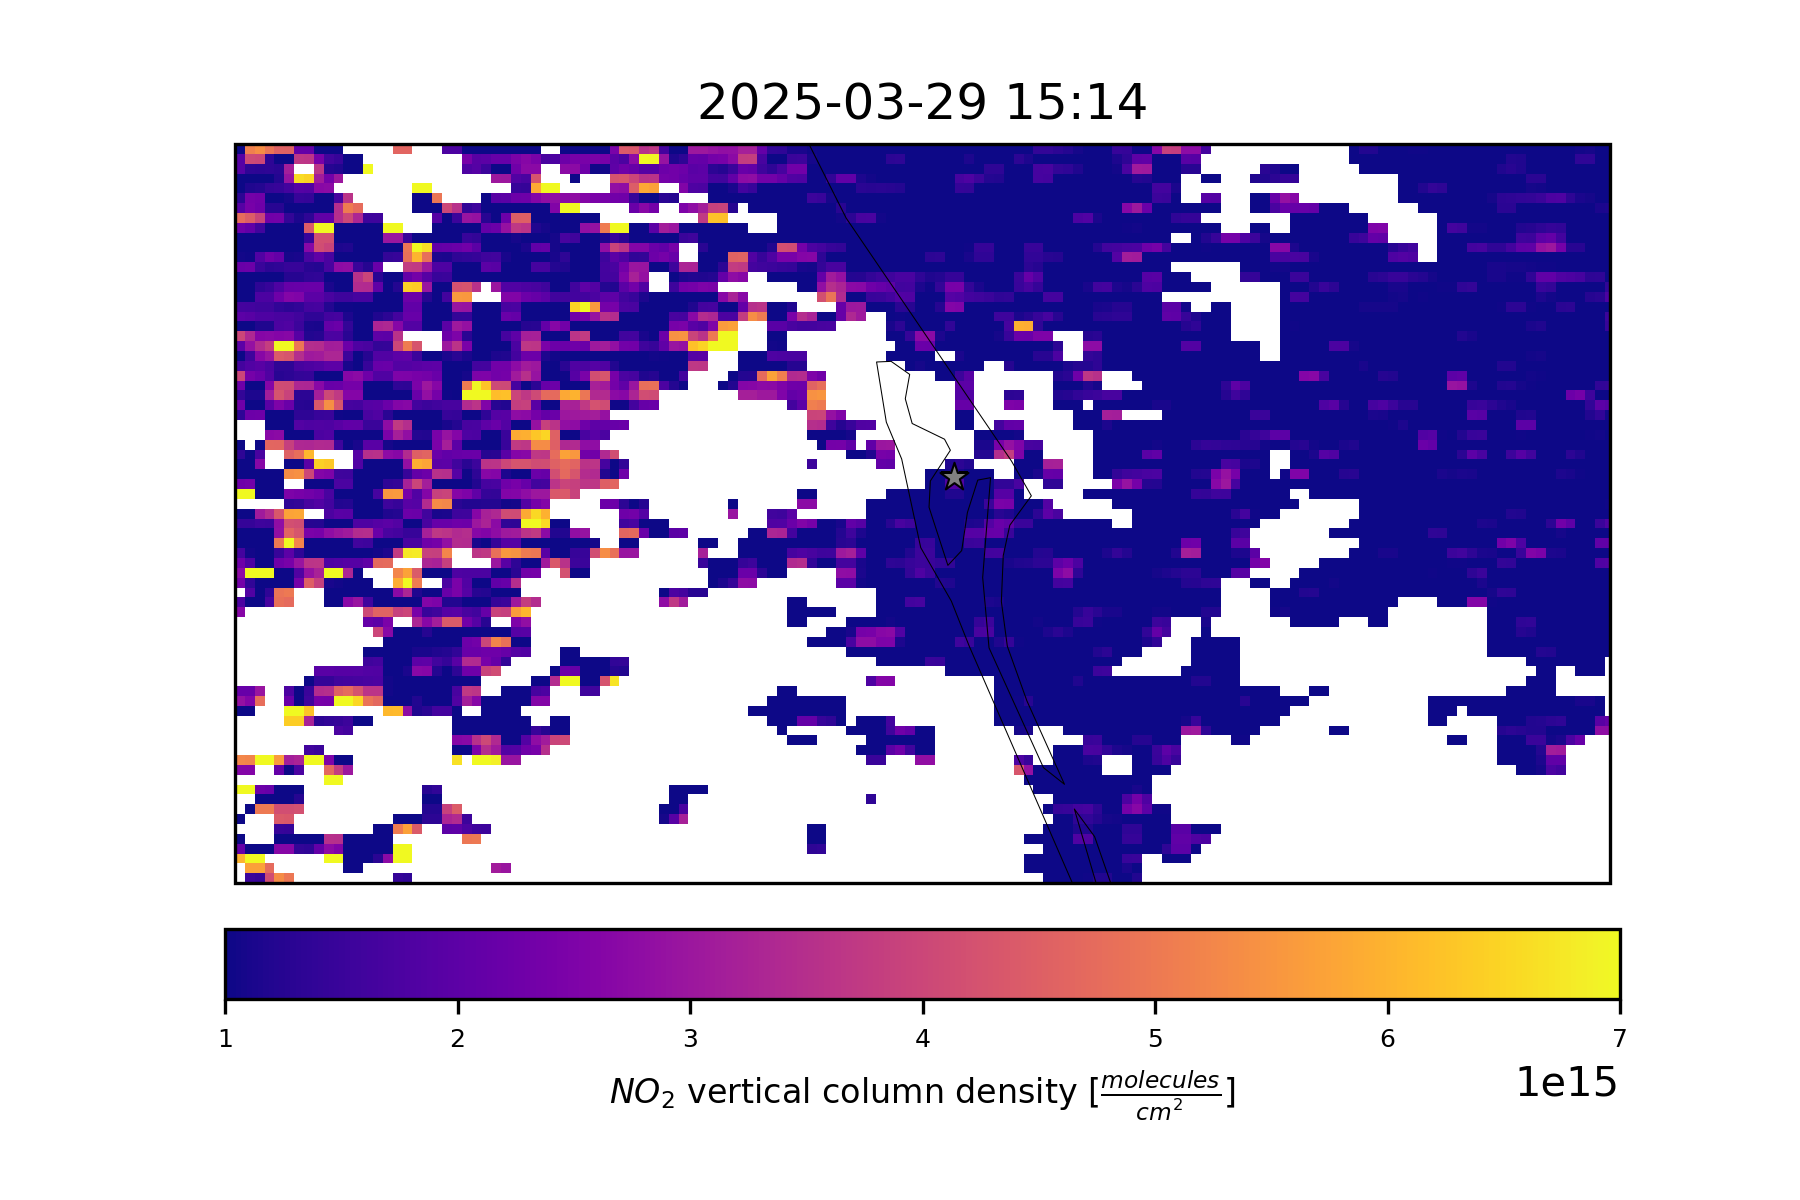 2025-03-29 15:14
1 2 3 4 5 6 7
1e15
NO₂ vertical column density [molecules/cm²]